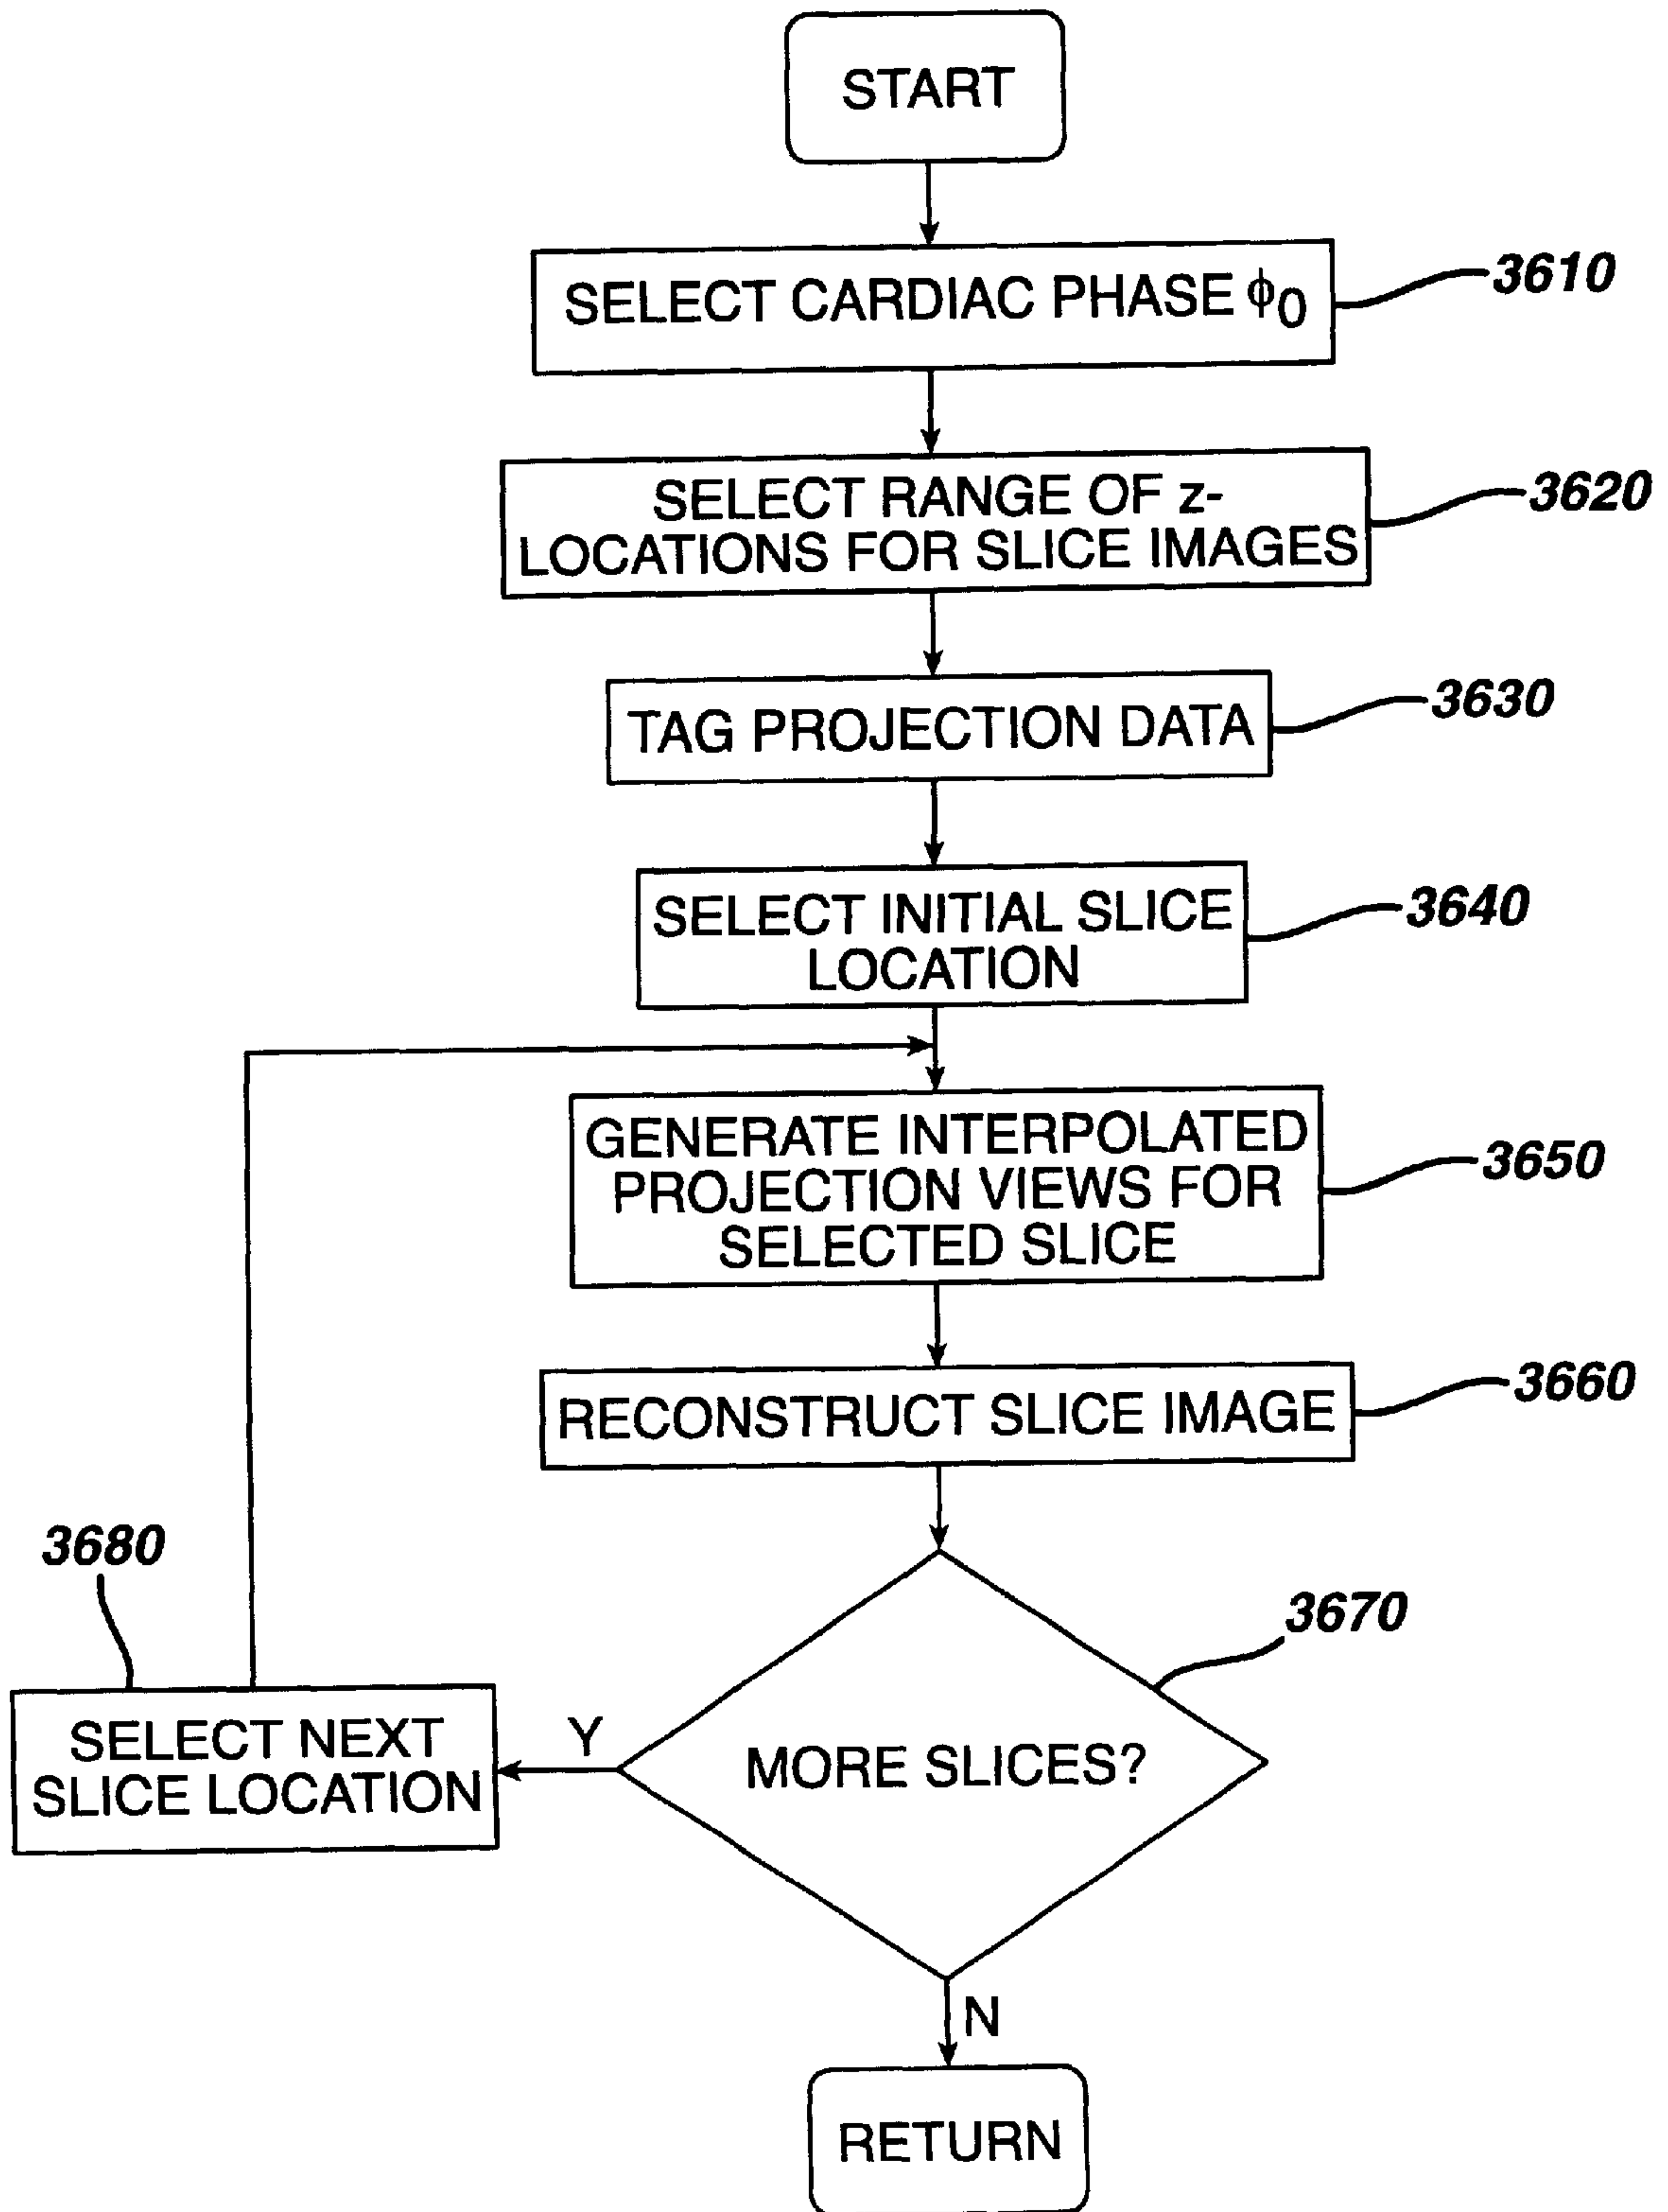 START
SELECT CARDIAC PHASE ϕ0
3610
SELECT RANGE OF z-
LOCATIONS FOR SLICE IMAGES
3620
TAG PROJECTION DATA
3630
SELECT INITIAL SLICE
LOCATION
3640
GENERATE INTERPOLATED
PROJECTION VIEWS FOR
SELECTED SLICE
3650
RECONSTRUCT SLICE IMAGE
3660
3680
3670
SELECT NEXT
SLICE LOCATION
Y
MORE SLICES?
N
RETURN